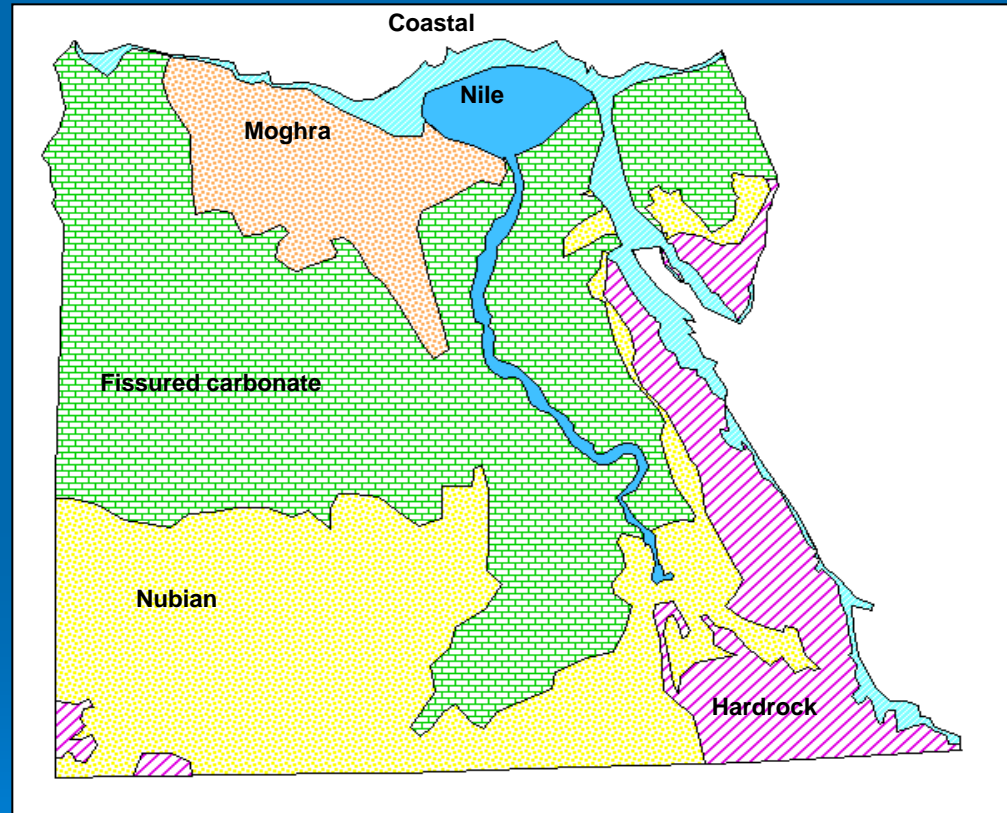 Coastal
Nile
Moghra
Fissured carbonate
Nubian
Hardrock